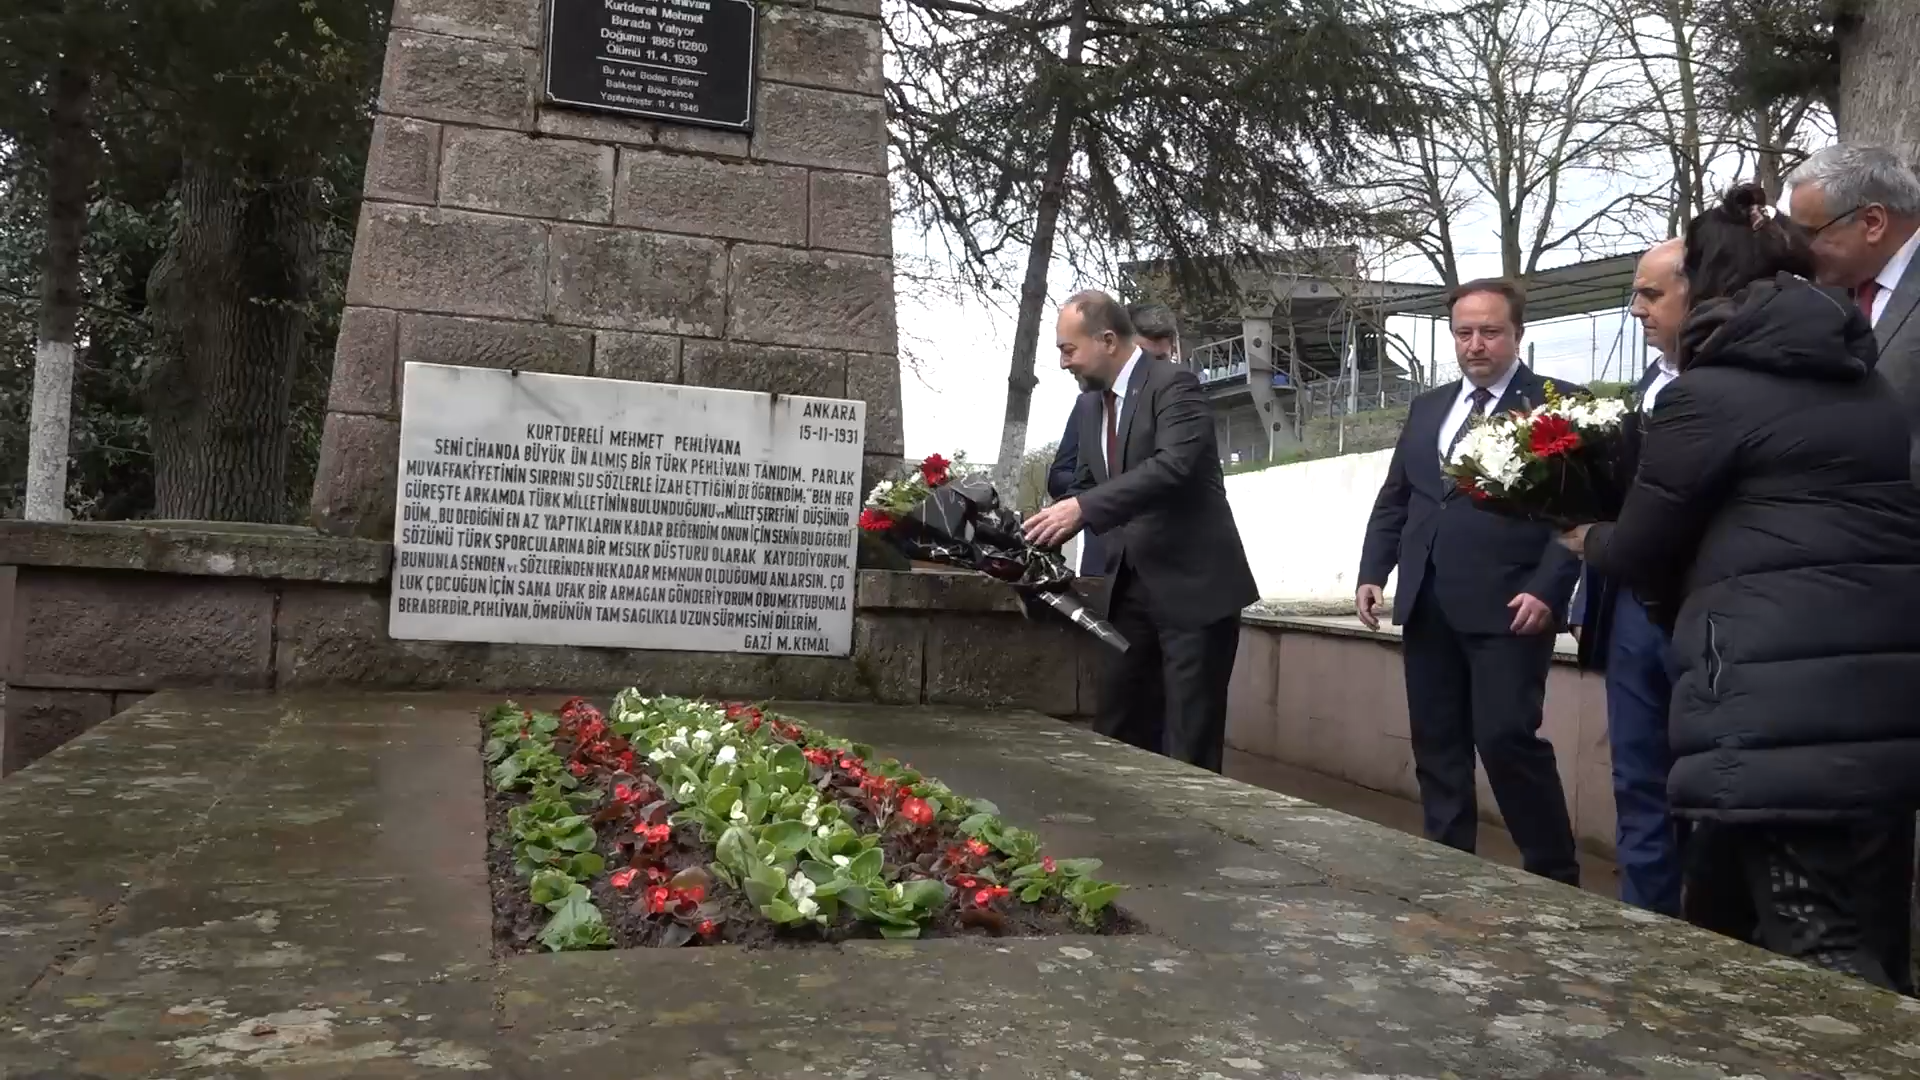 Pehlivanı
Kurtdereli Mehmet
Burada Yatıyor
Doğumu 1865 (1280)
Ölümü 11.4.1939
Bu Anıt Beden Eğitimi
Balıkesir Bölgesince
Yaptırılmıştır. 11.4.1946
ANKARA
15-11-1931
KURTDERELİ MEHMET PEHLİVANA
SENİ CİHANDA BÜYÜK ÜN ALMIŞ BİR TÜRK PEHLİVANI TANIDIM. PARLAK
MUVAFFAKİYETİNİN SIRRINI ŞU SÖZLERLE İZAH ETTİĞİNİ DE ÖĞRENDİM; "BEN HER
GÜREŞTE ARKAMDA TÜRK MİLLETİNİN BULUNDUĞUNU ve MİLLET ŞEREFİNİ DÜŞÜNÜR
DÜM„ BU DEDİĞİNİ EN AZ YAPTIKLARIN KADAR BEĞENDİM ONUN İÇİN SENİN BU DEĞERLİ
SÖZÜNÜ TÜRK SPORCULARINA BİR MESLEK DÜSTURU OLARAK KAYDEDİYORUM.
BUNUNLA SENDEN ve SÖZLERİNDEN NEKADAR MEMNUN OLDUĞUMU ANLARSIN. ÇO
LUK ÇOCUĞUN İÇİN SANA UFAK BİR ARMAĞAN GÖNDERİYORUM O BU MEKTUBUMLA
BERABERDİR. PEHLİVAN, ÖMRÜNÜN TAM SAĞLIKLA UZUN SÜRMESİNİ DİLERİM.
GAZİ M. KEMAL